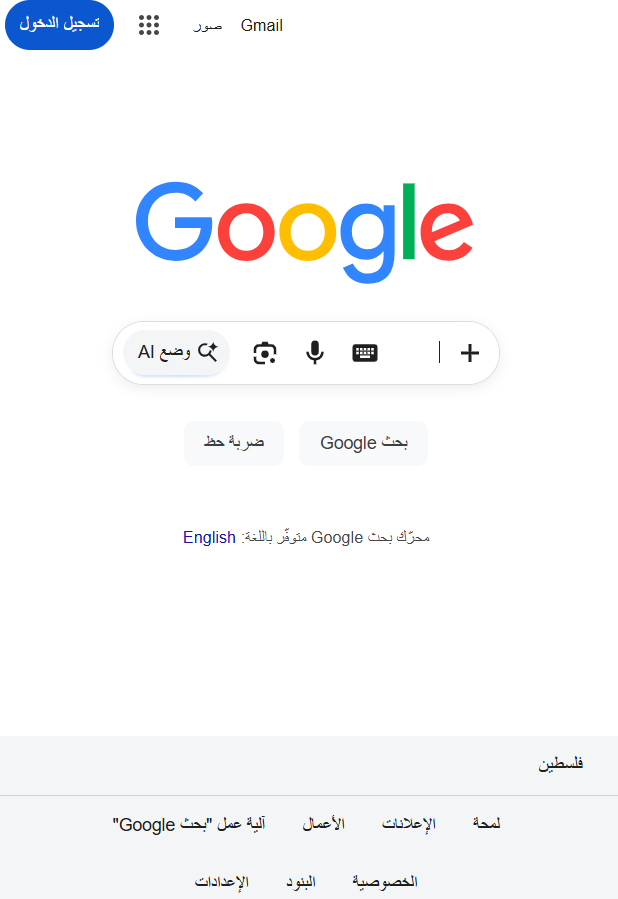 Gmail صور تسجيل الدخول
Google
وضع AI
بحث Google ضربة حظ
محرّك بحث Google متوفّر باللغة: English
فلسطين
لمحة الإعلانات الأعمال آلية عمل "بحث Google"
الخصوصية البنود الإعدادات